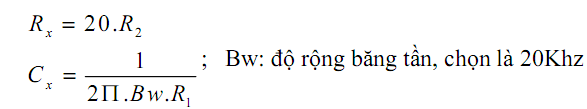 Rₓ = 20.R₂
Cₓ = 1 / (2Π.Bw.R₁) ; Bw: độ rộng băng tần, chọn là 20Khz